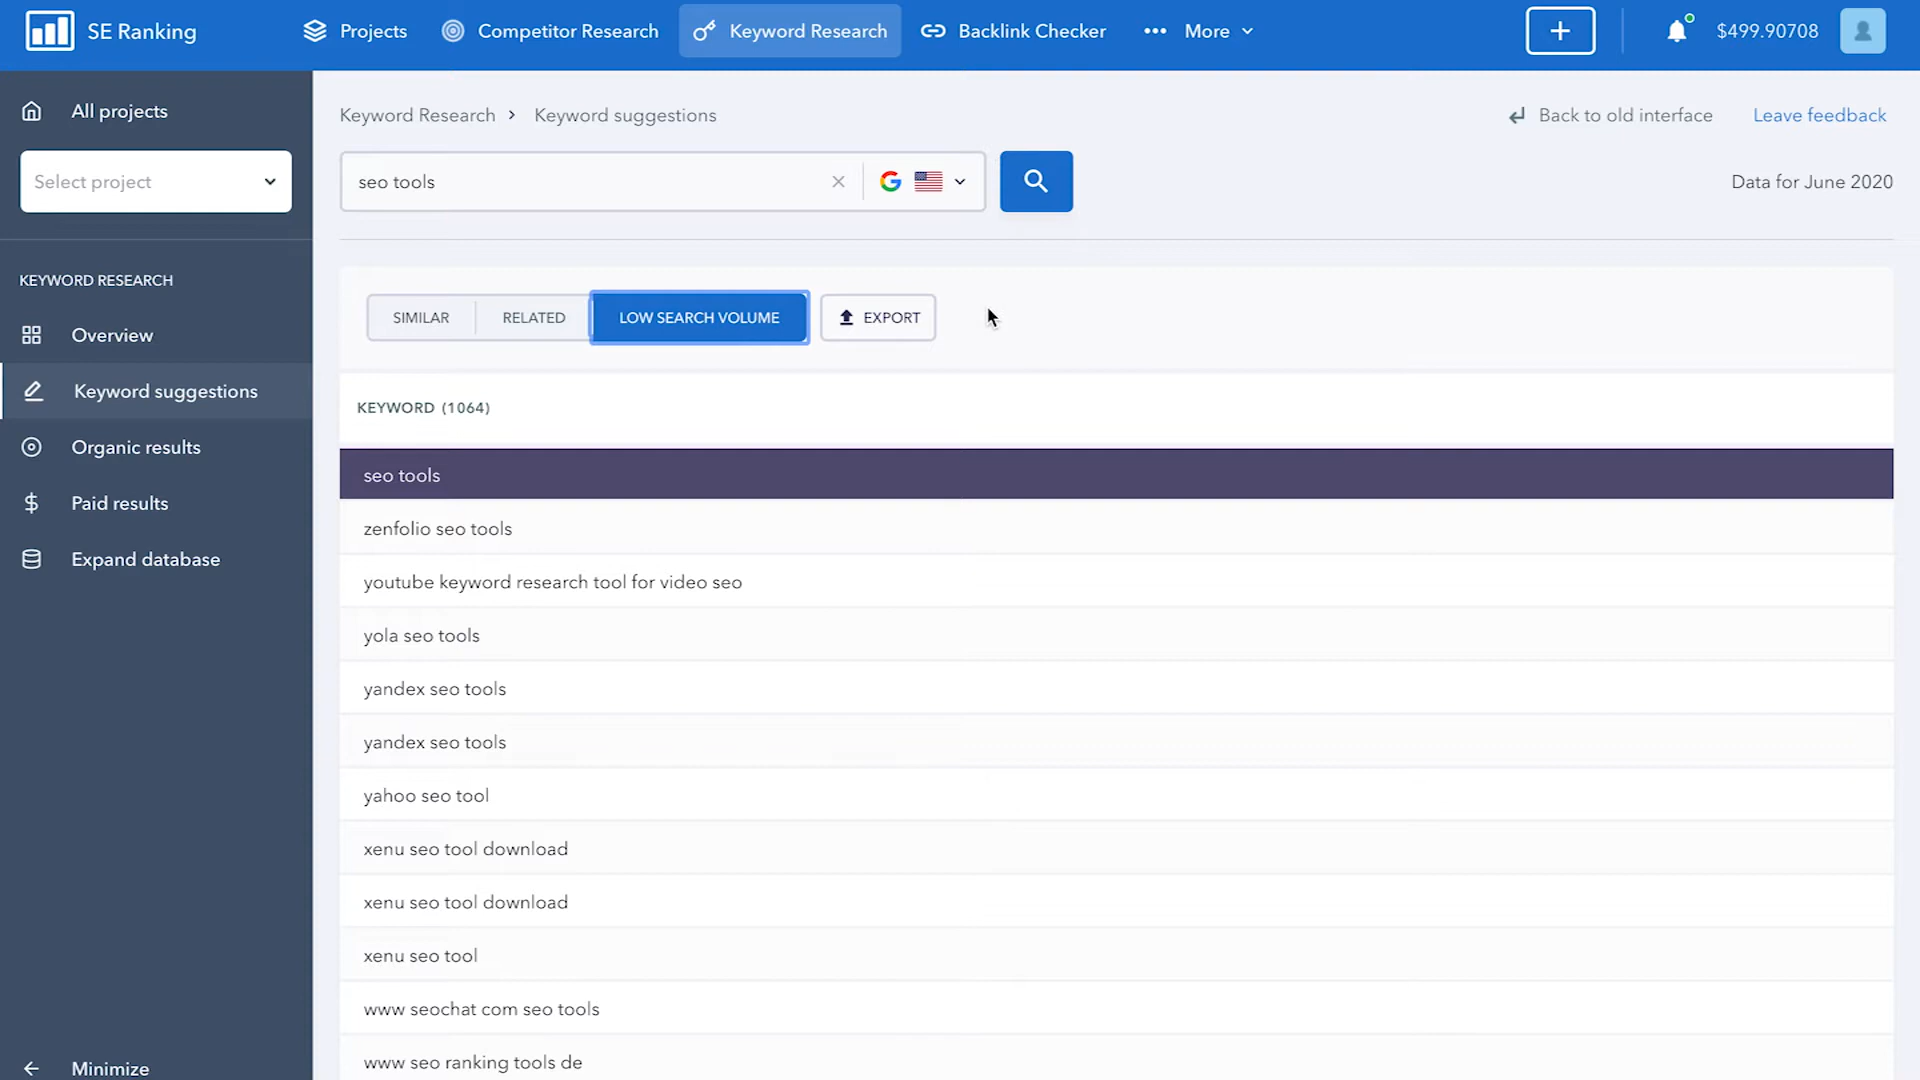 SE Ranking
Projects
Competitor Research
Keyword Research
Backlink Checker
More
$499.90708
All projects
Select project
KEYWORD RESEARCH
Overview
Keyword suggestions
Organic results
Paid results
Expand database
Minimize
Keyword Research > Keyword suggestions
Back to old interface
Leave feedback
seo tools
Data for June 2020
SIMILAR
RELATED
LOW SEARCH VOLUME
EXPORT
KEYWORD (1064)
seo tools
zenfolio seo tools
youtube keyword research tool for video seo
yola seo tools
yandex seo tools
yandex seo tools
yahoo seo tool
xenu seo tool download
xenu seo tool download
xenu seo tool
www seochat com seo tools
www seo ranking tools de